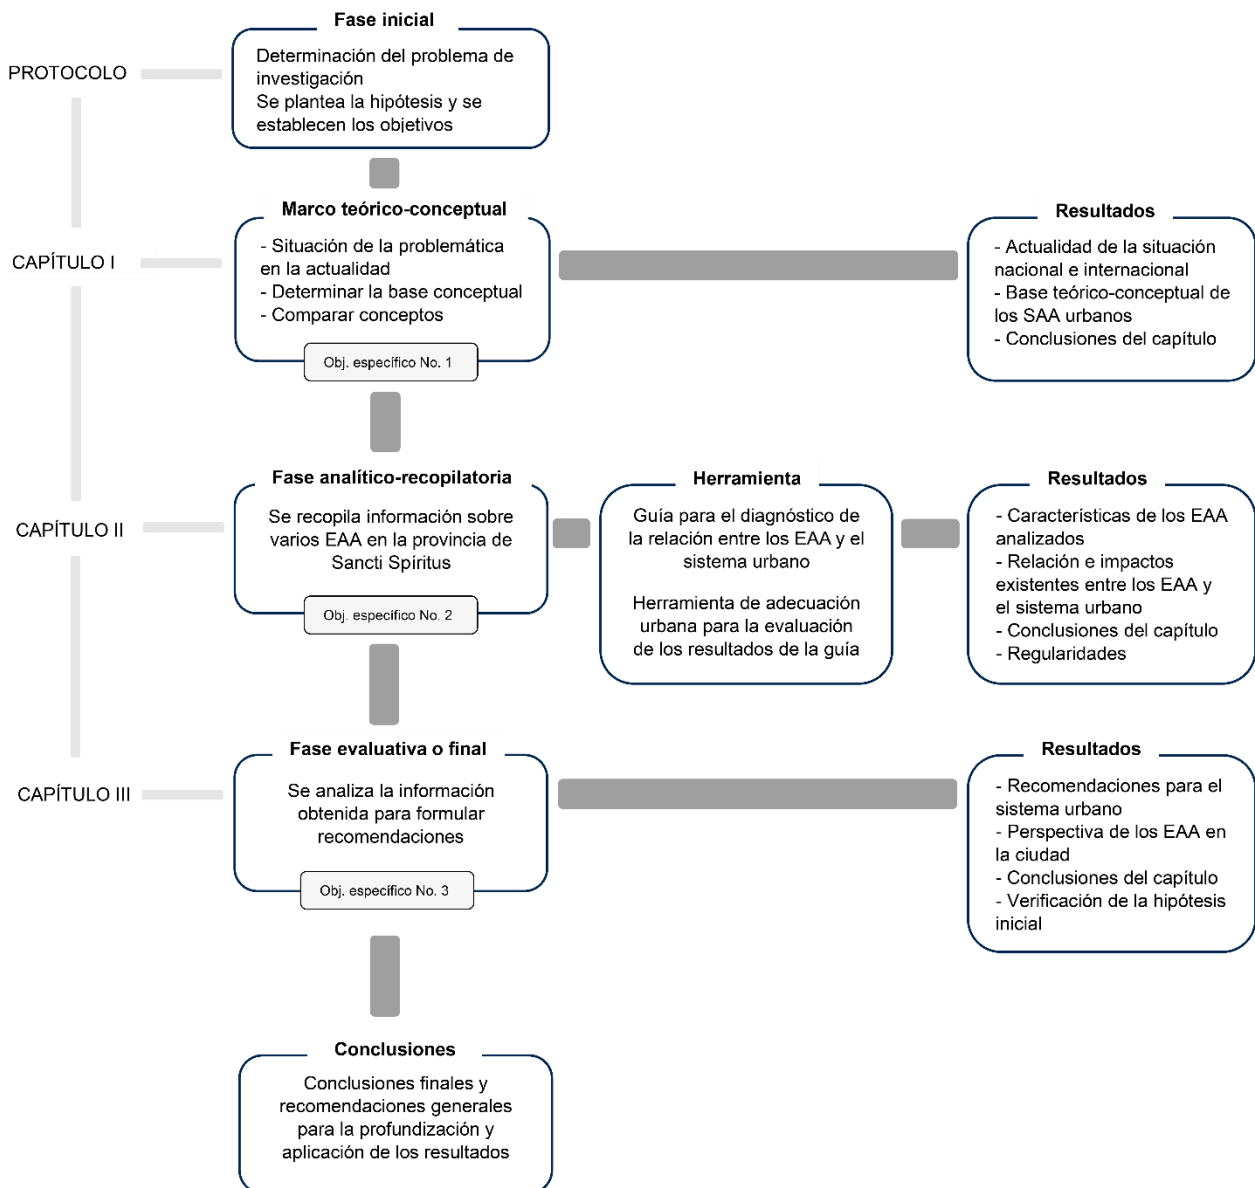 Fase inicial
PROTOCOLO
Determinación del problema de
investigación
Se plantea la hipótesis y se
establecen los objetivos
Marco teórico-conceptual
CAPÍTULO I
- Situación de la problemática
en la actualidad
- Determinar la base conceptual
- Comparar conceptos
Obj. específico No. 1
Resultados
- Actualidad de la situación
nacional e internacional
- Base teórico-conceptual de
los SAA urbanos
- Conclusiones del capítulo
Fase analítico-recopilatoria
CAPÍTULO II
Se recopila información sobre
varios EAA en la provincia de
Sancti Spíritus
Obj. específico No. 2
Herramienta
Guía para el diagnóstico de
la relación entre los EAA y el
sistema urbano
Herramienta de adecuación
urbana para la evaluación
de los resultados de la guía
Resultados
- Características de los EAA
analizados
- Relación e impactos
existentes entre los EAA y
el sistema urbano
- Conclusiones del capítulo
- Regularidades
Fase evaluativa o final
CAPÍTULO III
Se analiza la información
obtenida para formular
recomendaciones
Obj. específico No. 3
Resultados
- Recomendaciones para el
sistema urbano
- Perspectiva de los EAA en
la ciudad
- Conclusiones del capítulo
- Verificación de la hipótesis
inicial
Conclusiones
Conclusiones finales y
recomendaciones generales
para la profundización y
aplicación de los resultados